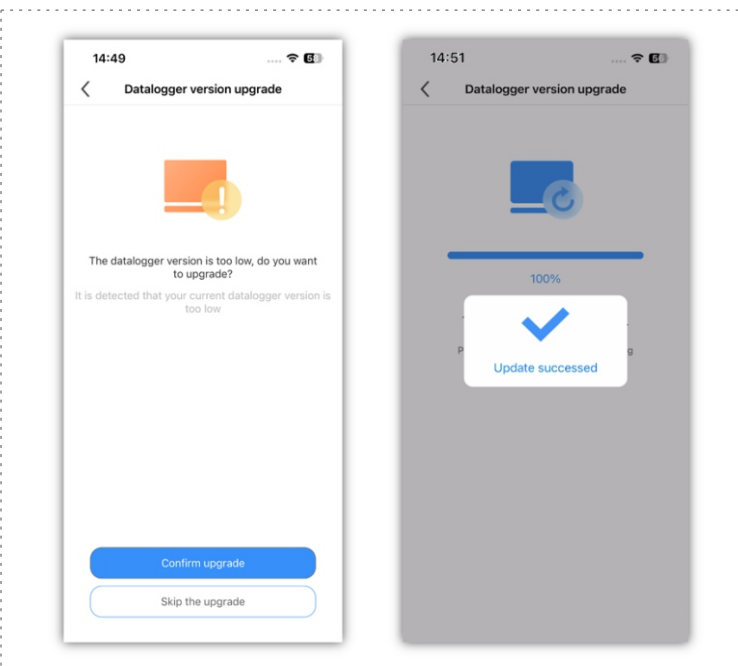 14:49
Datalogger version upgrade
The datalogger version is too low, do you want
to upgrade?
It is detected that your current datalogger version is
too low
Confirm upgrade
Skip the upgrade
14:51
Datalogger version upgrade
100%
Update successed